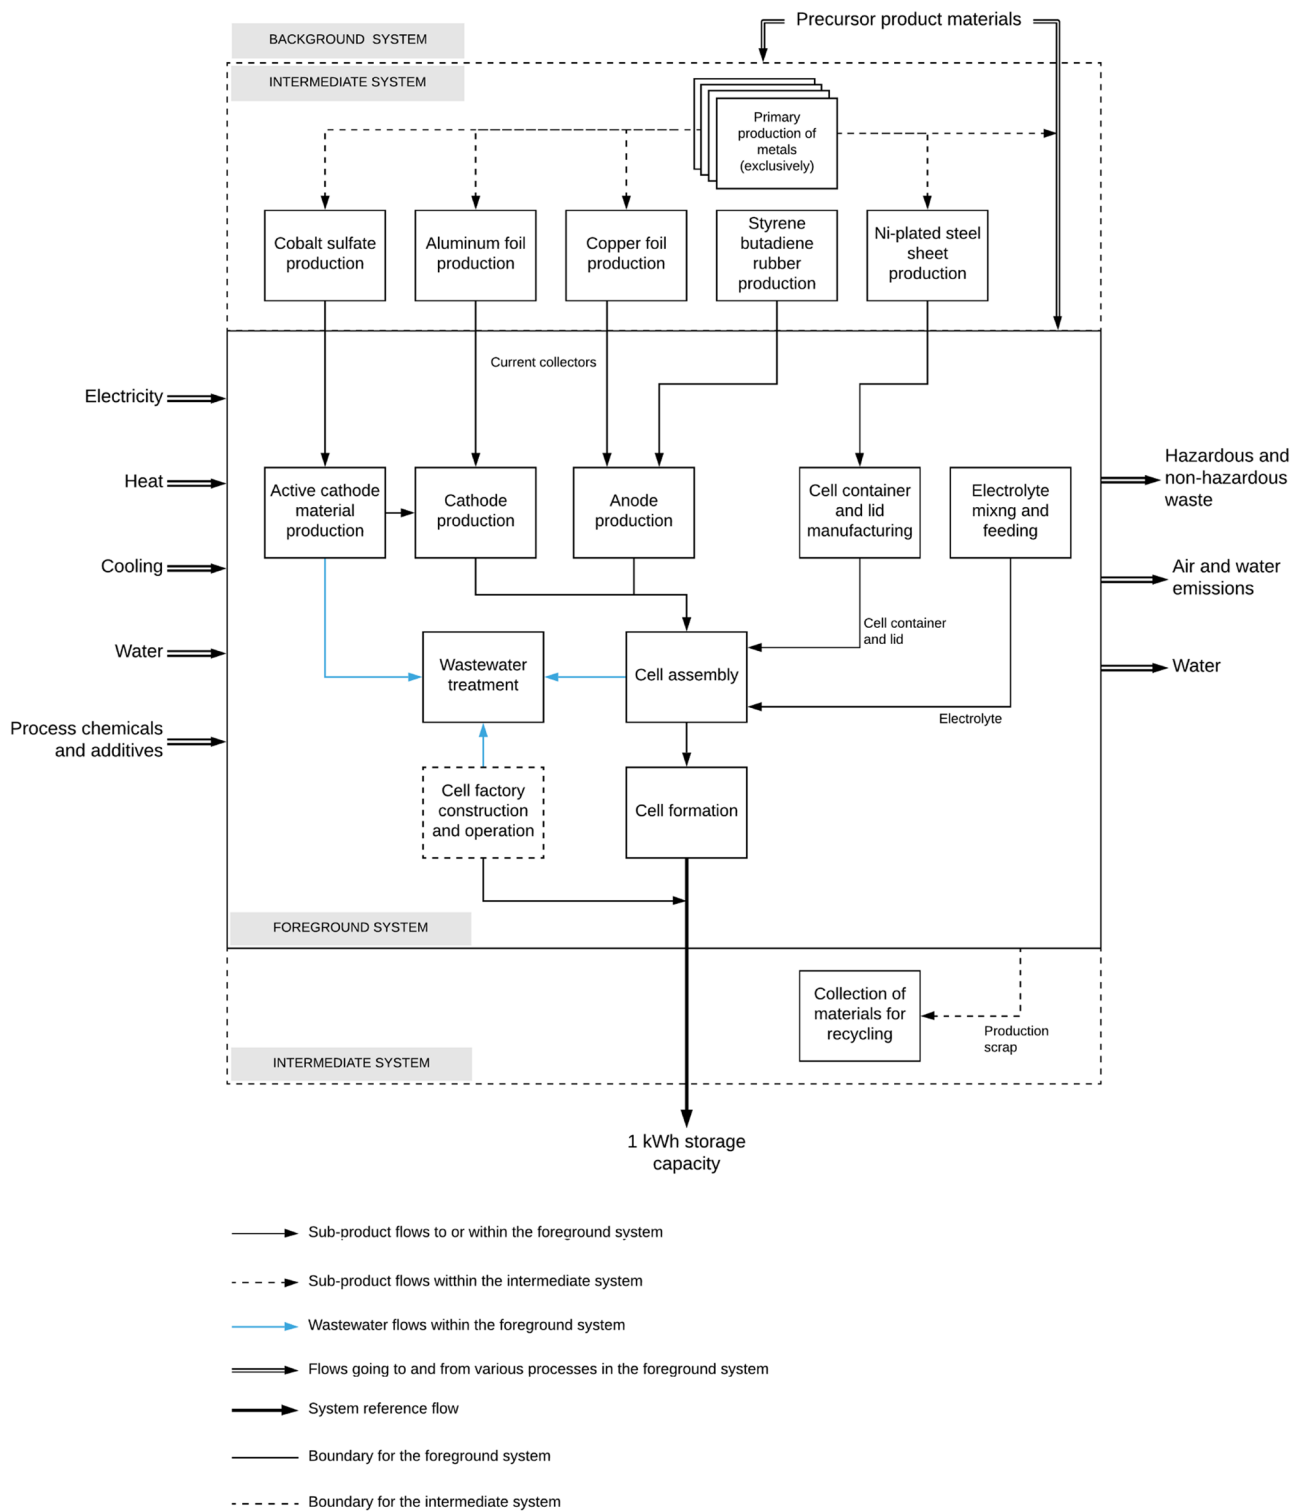 Precursor product materials
BACKGROUND SYSTEM
INTERMEDIATE SYSTEM
Primary
production of
metals
(exclusively)
Cobalt sulfate
production
Aluminum foil
production
Copper foil
production
Styrene
butadiene
rubber
production
Ni-plated steel
sheet
production
Current collectors
Electricity
Heat
Cooling
Water
Process chemicals
and additives
Active cathode
material
production
Cathode
production
Anode
production
Cell container
and lid
manufacturing
Electrolyte
mixng and
feeding
Hazardous and
non-hazardous
waste
Air and water
emissions
Water
Cell container
and lid
Wastewater
treatment
Cell assembly
Electrolyte
Cell factory
construction
and operation
Cell formation
FOREGROUND SYSTEM
Collection of
materials for
recycling
Production
scrap
INTERMEDIATE SYSTEM
1 kWh storage
capacity
Sub-product flows to or within the foreground system
Sub-product flows witthin the intermediate system
Wastewater flows within the foreground system
Flows going to and from various processes in the foreground system
System reference flow
Boundary for the foreground system
Boundary for the intermediate system